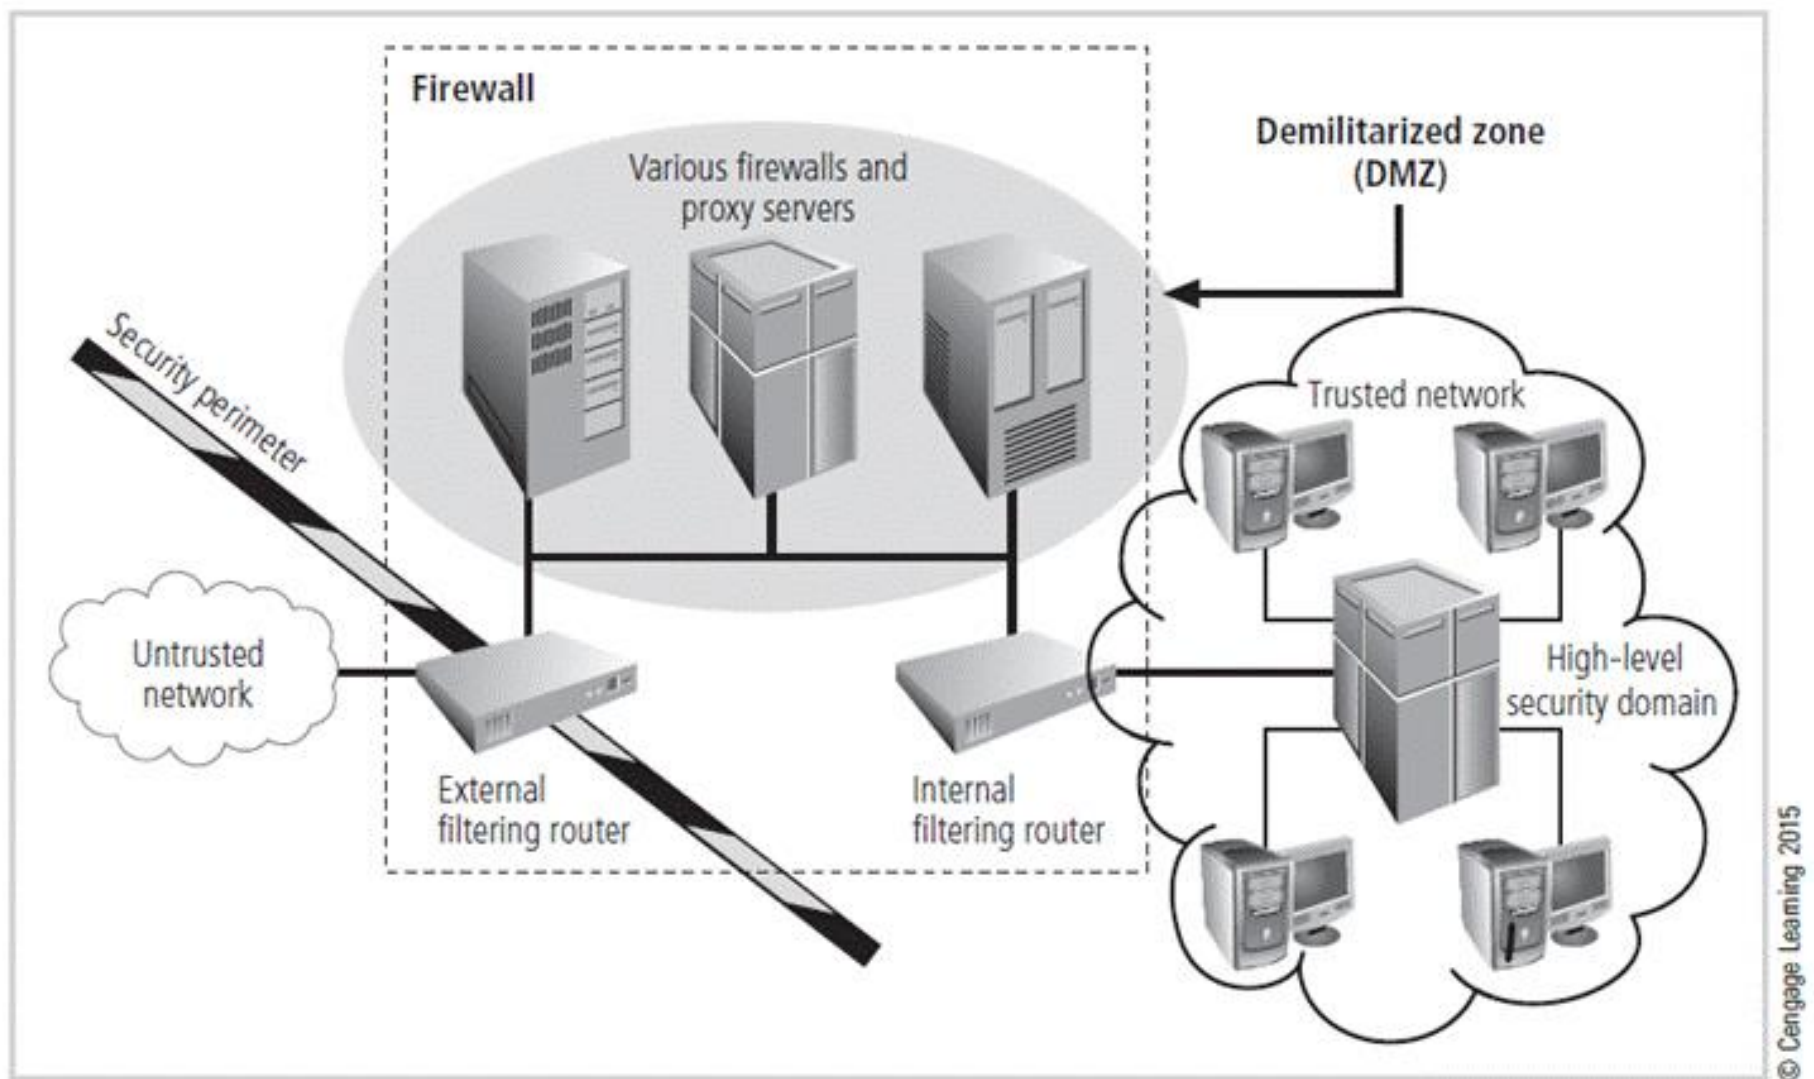 Firewall
Various firewalls and
proxy servers
Demilitarized zone
(DMZ)
Security perimeter
Trusted network
Untrusted
network
High-level
security domain
External
filtering router
Internal
filtering router
© Cengage Learning 2015